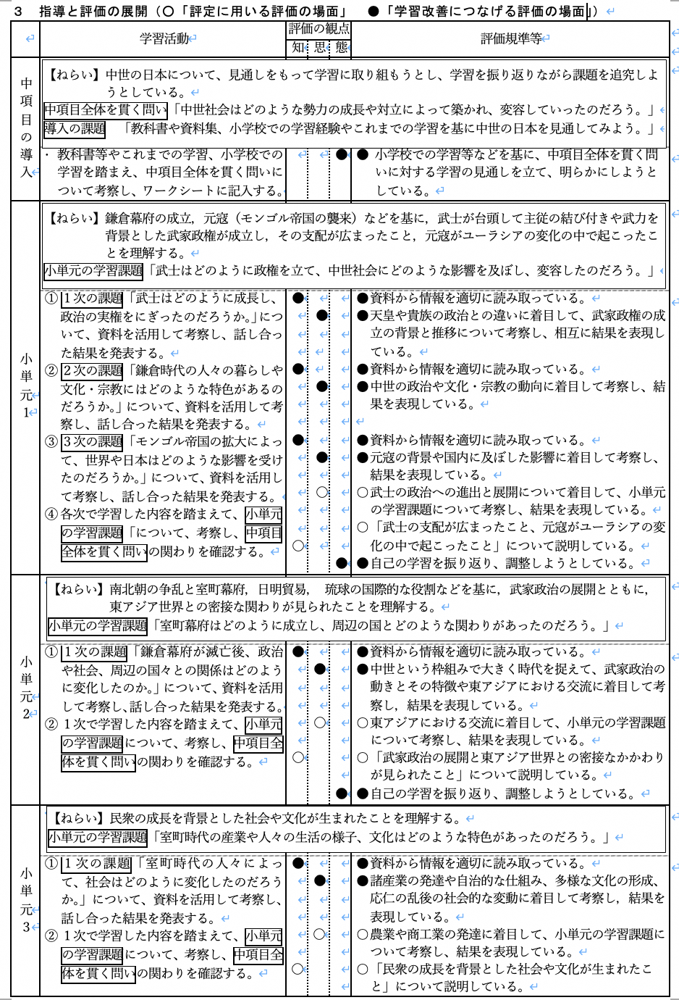 ３　指導と評価の展開（〇「評定に用いる評価の場面」　●「学習改善につなげる評価の場面」）
学習活動
評価の観点
知 思 態
評価規準等
中項目の導入
【ねらい】中世の日本について、見通しをもって学習に取り組もうとし、学習を振り返りながら課題を追究しよ
うとしている。
中項目全体を貫く問い「中世社会はどのような勢力の成長や対立によって築かれ、変容していったのだろう。」
導入の課題　「教科書や資料集、小学校での学習経験やこれまでの学習を基に中世の日本を見通してみよう。」
・ 教科書等やこれまでの学習、小学校での
学習を踏まえ、中項目全体を貫く問いに
ついて考察し、ワークシートに記入する。
●
● 小学校での学習等などを基に、中項目全体を貫く問
いに対する学習の見通しを立て、明らかにしようと
している。
小単元1
【ねらい】鎌倉幕府の成立，元寇（モンゴル帝国の襲来）などを基に，武士が台頭して主従の結び付きや武力を
背景とした武家政権が成立し，その支配が広まったこと，元寇がユーラシアの変化の中で起こったこ
とを理解する。
小単元の学習課題「武士はどのように政権を立て、中世社会にどのような影響を及ぼし、変容したのだろう。」
① １次の課題「武士はどのように成長し、
政治の実権をにぎったのだろうか。」につ
いて、資料を活用して考察し、話し合っ
た結果を発表する。
② ２次の課題「鎌倉時代の人々の暮らしや
文化・宗教にはどのような特色があるの
だろうか。」について、資料を活用して考
察し、話し合った結果を発表する。
③ ３次の課題「モンゴル帝国の拡大によっ
て、世界や日本はどのような影響を受け
たのだろうか。」について、資料を活用し
て考察し、話し合った結果を発表する。
④ 各次で学習した内容を踏まえて、小単元
の学習課題「について、考察し、中項目
全体を貫く問いの関わりを確認する。
●
●
●
●
●
●
〇
〇
●
●資料から情報を適切に読み取っている。
●天皇や貴族の政治との違いに着目して、武家政権の成
立の背景と推移について考察し、相互に結果を表現し
ている。
●資料から情報を適切に読み取っている。
●中世の政治や文化・宗教の動向に着目して考察し、結
果を表現している。
●資料から情報を適切に読み取っている。
●元寇の背景や国内に及ぼした影響に着目して考察し、
結果を表現している。
〇武士の政治への進出と展開について着目して、小単元
の学習課題について考察し、結果を表現している。
〇「武士の支配が広まったこと、元寇がユーラシアの変
化の中で起こったこと」について説明している。
●自己の学習を振り返り、調整しようとしている。
小単元2
【ねらい】南北朝の争乱と室町幕府，日明貿易，　琉球の国際的な役割などを基に，武家政治の展開とともに，
東アジア世界との密接な関わりが見られたことを理解する。
小単元の学習課題「室町幕府はどのように成立し、周辺の国とどのような関わりがあったのだろう。」
① １次の課題「鎌倉幕府が滅亡後、政治
や社会、周辺の国々との関係はどのよう
に変化したのか。」について、資料を活用
して考察し、話し合った結果を発表する。
② １次で学習した内容を踏まえて、小単元
の学習課題について、考察し、中項目全
体を貫く問いの関わりを確認する。
●
●
〇
〇
●
●資料から情報を適切に読み取っている。
●中世という枠組みで大きく時代を捉えて、武家政治の
動きとその特徴や東アジアにおける交流に着目して考
察し，結果を表現している。
〇東アジアにおける交流に着目して、小単元の学習課題
について考察し、結果を表現している。
〇「武家政治の展開と東アジア世界との密接なかかわり
が見られたこと」について説明している。
●自己の学習を振り返り、調整しようとしている。
小単元3
【ねらい】民衆の成長を背景とした社会や文化が生まれたことを理解する。
小単元の学習課題「室町時代の産業や人々の生活の様子、文化はどのような特色があったのだろう。」
① １次の課題「室町時代の人々によっ
て、社会はどのように変化したのだろう
か。」について、資料を活用して考察し、
話し合った結果を発表する。
② １次で学習した内容を踏まえて、小単元
の学習課題について、考察し、中項目全
体を貫く問いの関わりを確認する。
●
●
〇
〇
●資料から情報を適切に読み取っている。
●諸産業の発達や自治的な仕組み、多様な文化の形成、
応仁の乱後の社会的な変動に着目して考察し，結果を
表現している。
〇農業や商工業の発達に着目して、小単元の学習課題に
ついて考察し、結果を表現している。
〇「民衆の成長を背景とした社会や文化が生まれたこ
と」について説明している。